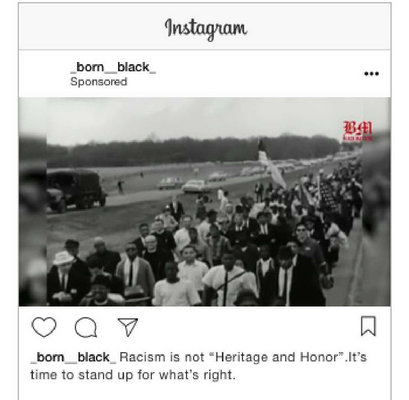 Instagram
_born__black_
Sponsored
BM
_born__black_ Racism is not “Heritage and Honor”.It’s
time to stand up for what’s right.